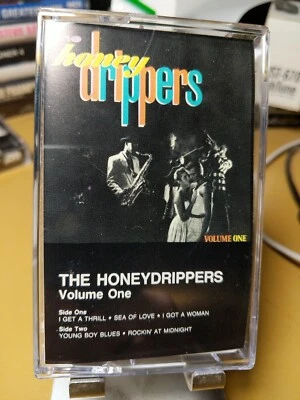 the
honey
drippers
VOLUME ONE
THE HONEYDRIPPERS
Volume One
Side One
I GET A THRILL • SEA OF LOVE • I GOT A WOMAN
Side Two
YOUNG BOY BLUES • ROCKIN' AT MIDNIGHT